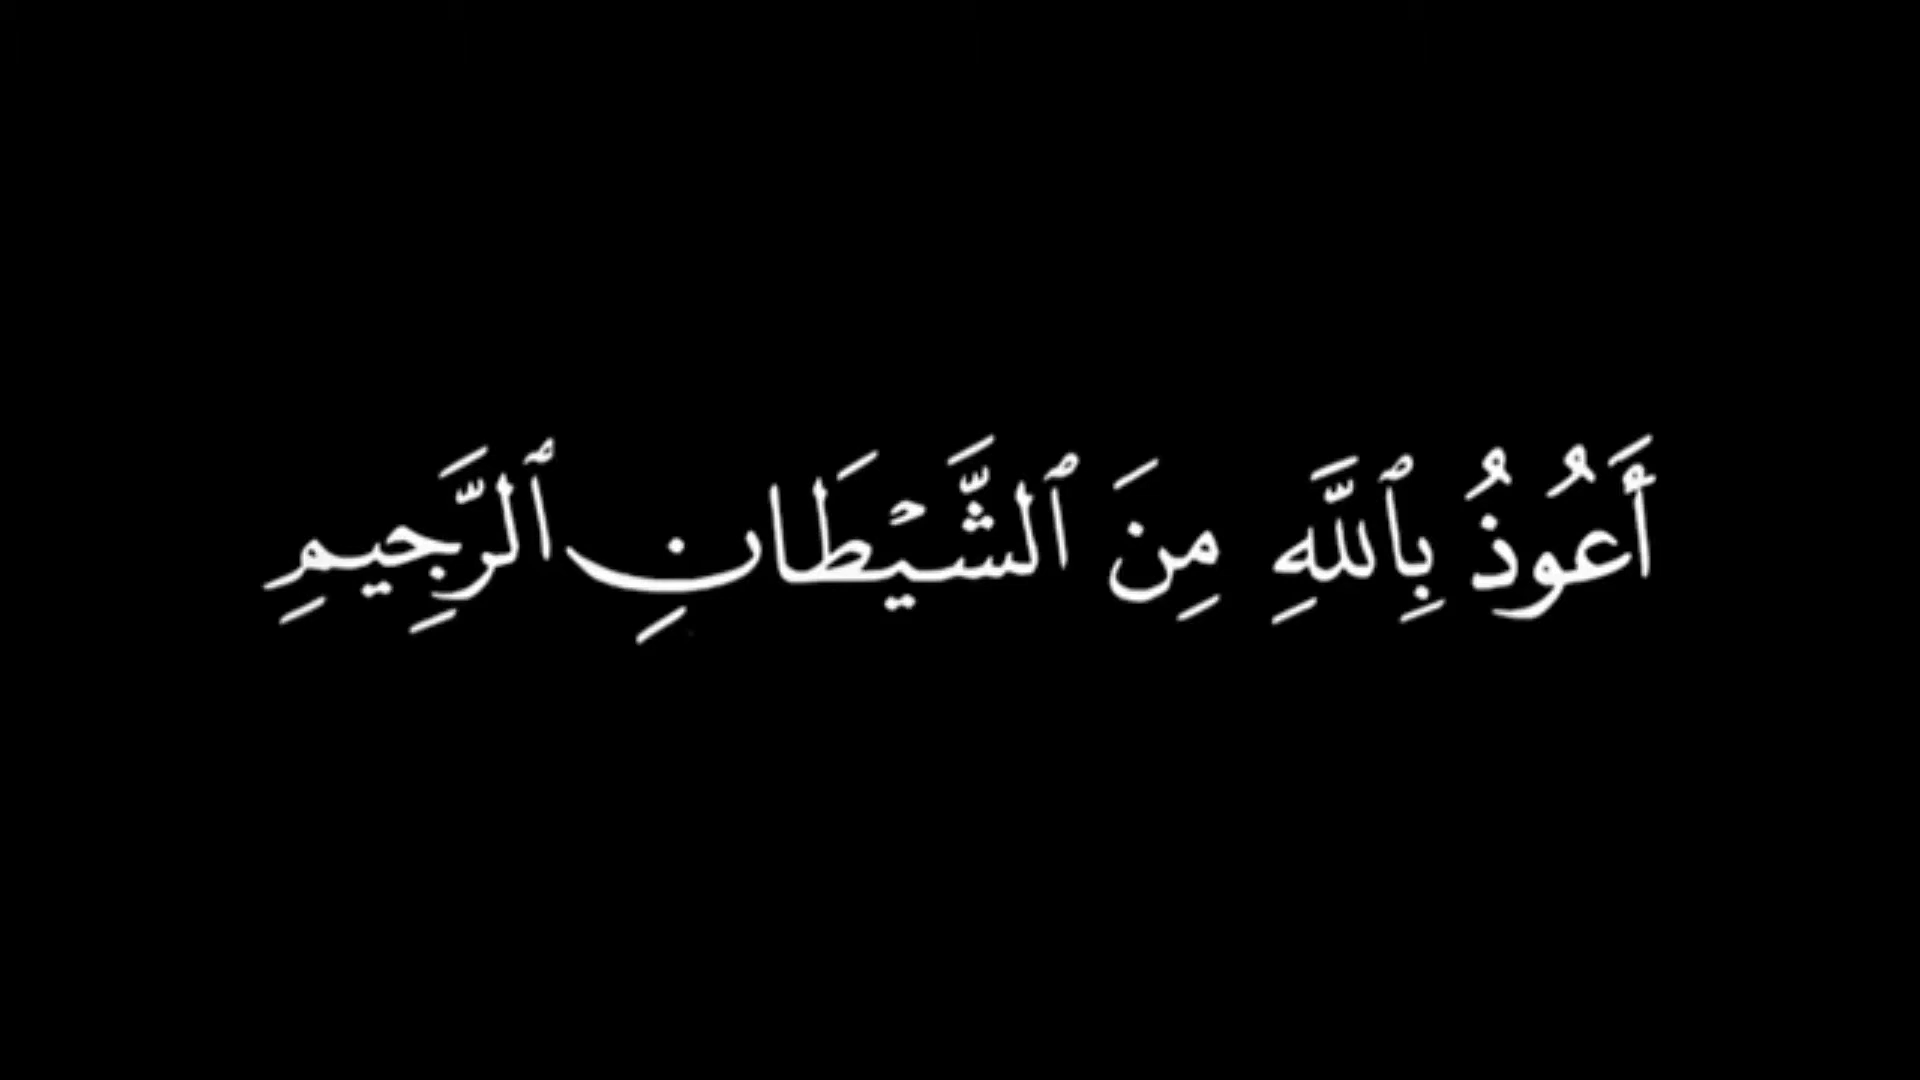 أَعُوذُ بِٱللَّهِ مِنَ ٱلشَّيۡطَانِ ٱلرَّجِيمِ